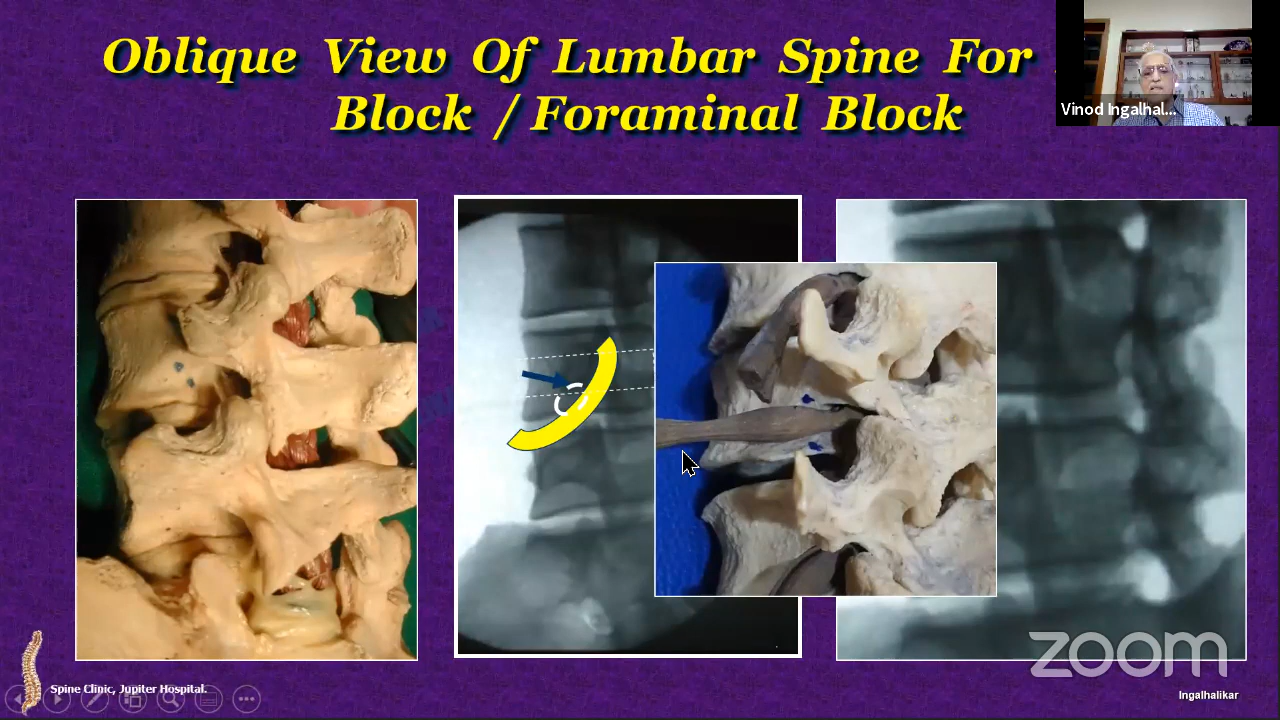 Oblique View Of Lumbar Spine For
Block / Foraminal Block
Vinod Ingalhal...
zoom
Spine Clinic, Jupiter Hospital.
Ingalhalikar